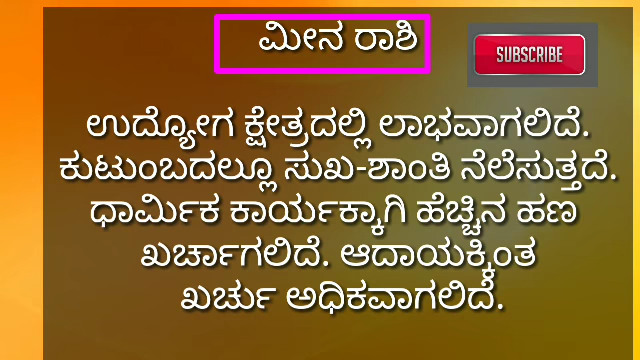 ಮೀನ ರಾಶಿ
SUBSCRIBE
ಉದ್ಯೋಗ ಕ್ಷೇತ್ರದಲ್ಲಿ ಲಾಭವಾಗಲಿದೆ.
ಕುಟುಂಬದಲ್ಲೂ ಸುಖ-ಶಾಂತಿ ನೆಲೆಸುತ್ತದೆ.
ಧಾರ್ಮಿಕ ಕಾರ್ಯಕ್ಕಾಗಿ ಹೆಚ್ಚಿನ ಹಣ
ಖರ್ಚಾಗಲಿದೆ. ಆದಾಯಕ್ಕಿಂತ
ಖರ್ಚು ಅಧಿಕವಾಗಲಿದೆ.